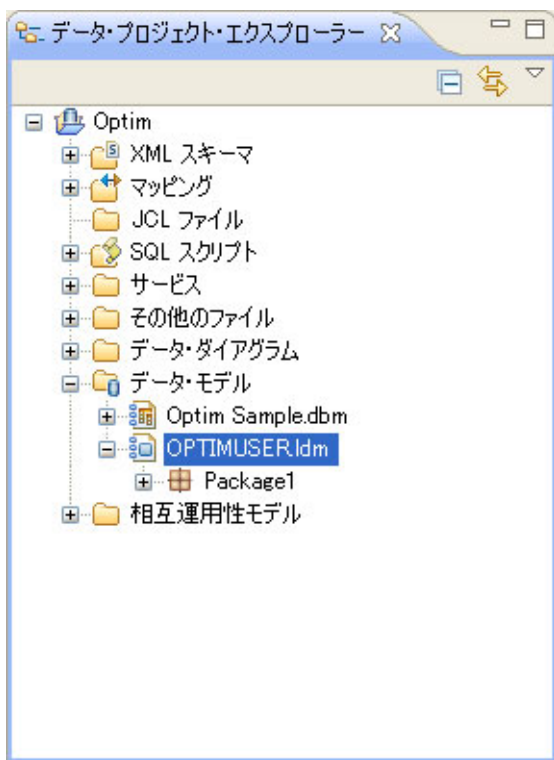 データ・プロジェクト・エクスプローラー
Optim
XML スキーマ
マッピング
JCL ファイル
SQL スクリプト
サービス
その他のファイル
データ・ダイアグラム
データ・モデル
Optim Sample.dbm
OPTIMUSER.ldm
Package1
相互運用性モデル